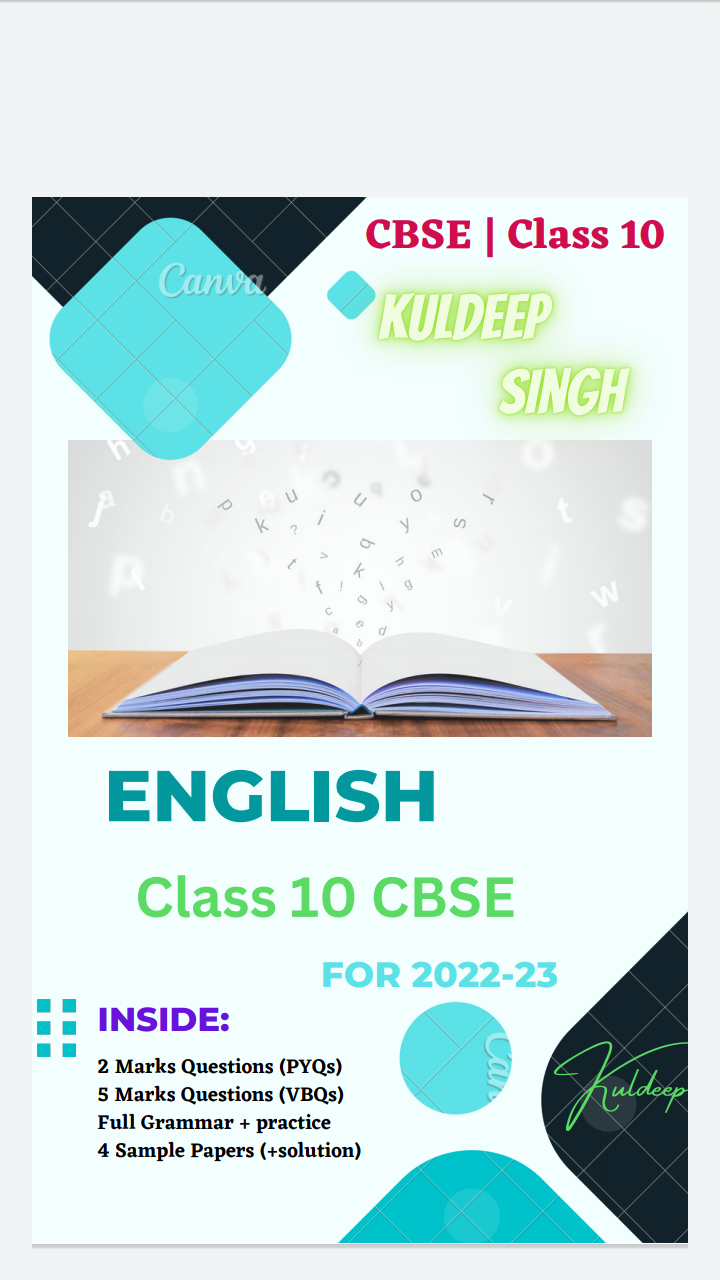 CBSE | Class 10
Canva
KULDEEP
SINGH
ENGLISH
Class 10 CBSE
FOR 2022-23
INSIDE:
2 Marks Questions (PYQs)
5 Marks Questions (VBQs)
Full Grammar + practice
4 Sample Papers (+solution)
Can
Kuldeep